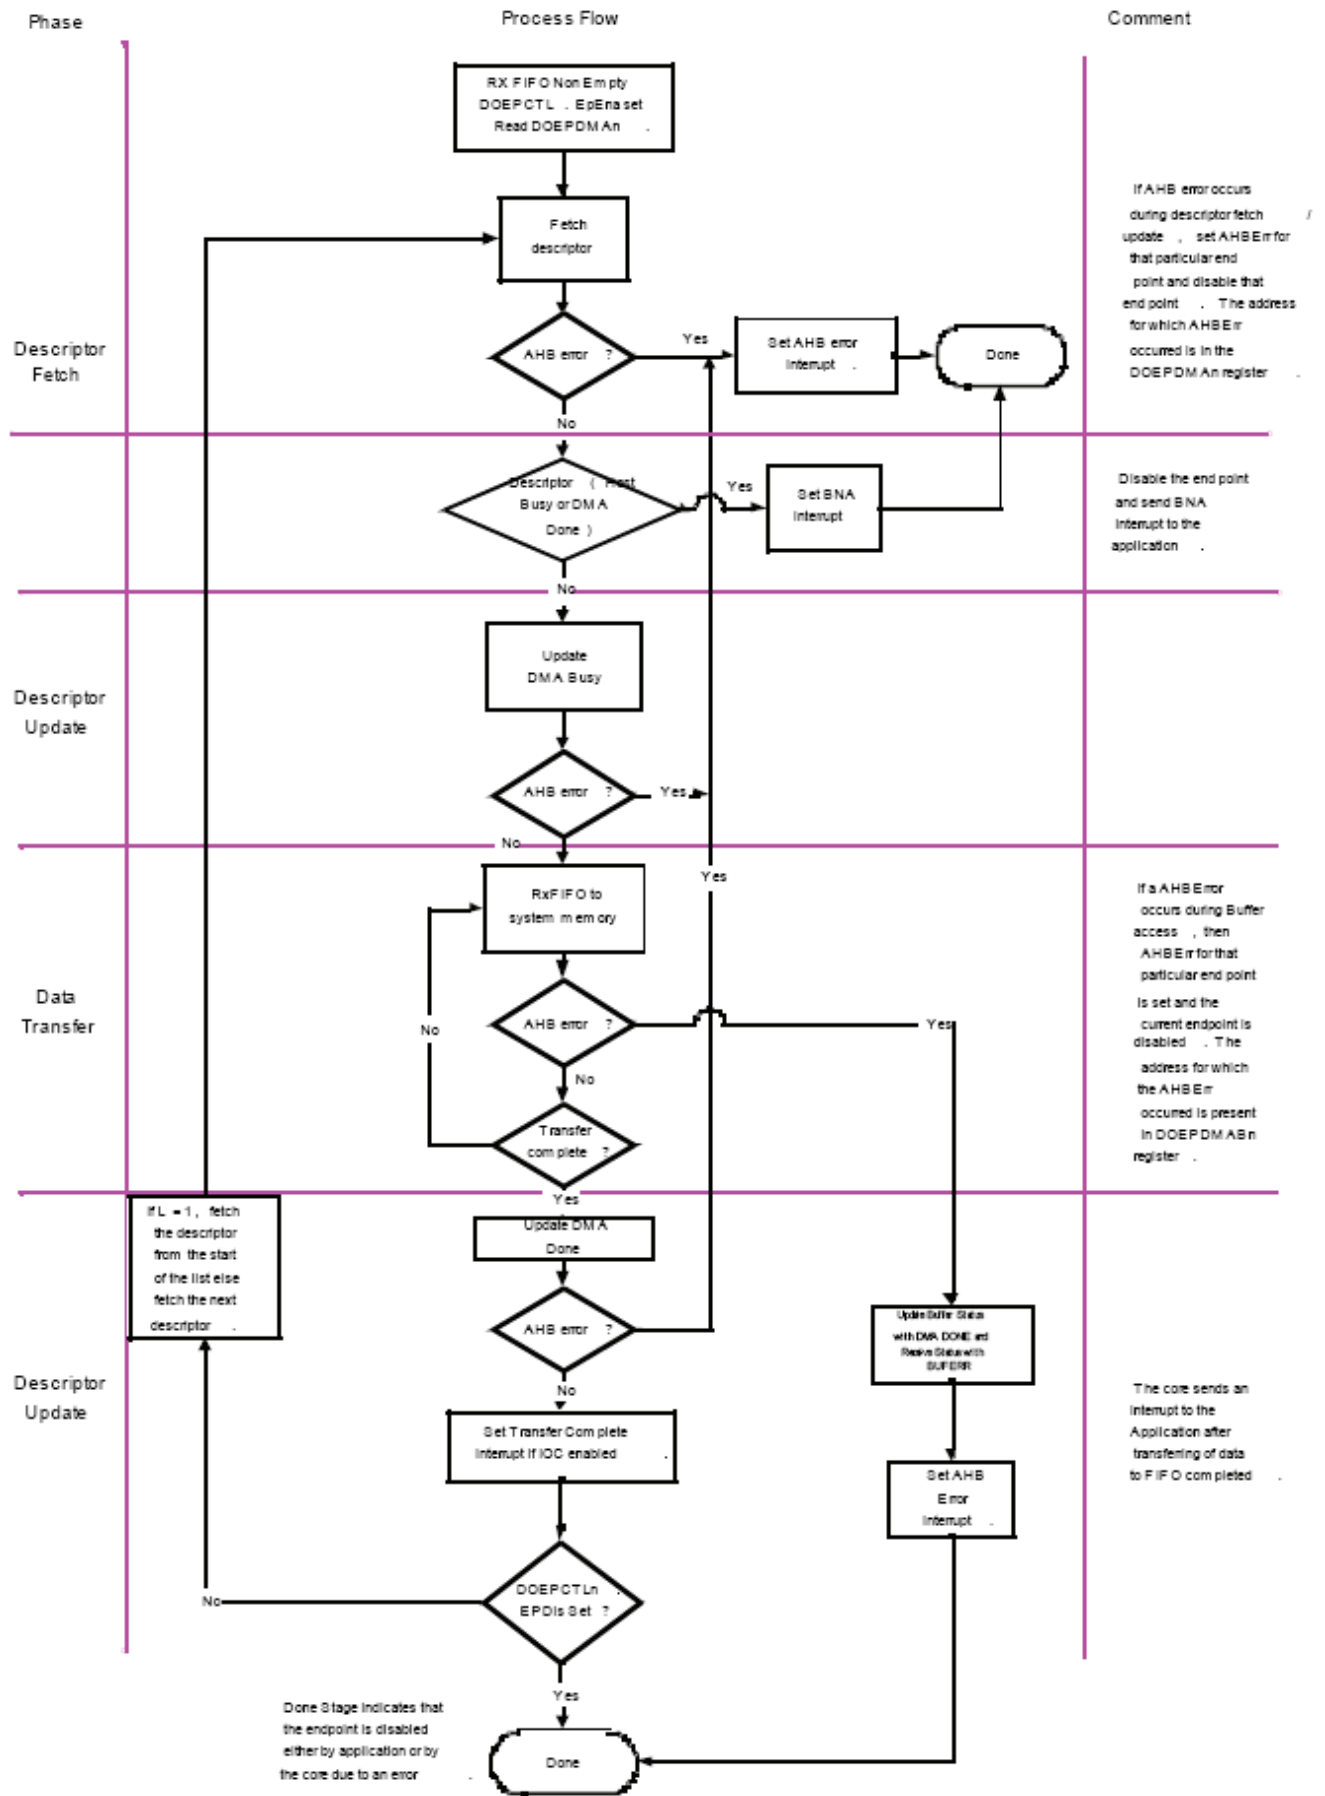 Phase
Process Flow
Comment
RX FIFO Non Empty
DOEPCTL . EpEna set
Read DOEPDMAn .
Fetch
descriptor
If AHB error occurs
during descriptor fetch /
update , set AHBErr for
that particular end
point and disable that
end point . The address
for which AHBErr
occurred is in the
DOEPDMAn register .
Descriptor
Fetch
AHB error ?
Yes
Set AHB error
Interrupt .
Done
No
Descriptor ( Host
Busy or DMA
Done )
Yes
Set BNA
Interrupt
Disable the end point
and send BNA
Interrupt to the
application .
No
Update
DMA Busy
Descriptor
Update
AHB error ?
Yes
No
RxFIFO to
system memory
Yes
Data
Transfer
AHB error ?
Yes
No
No
Transfer
complete ?
If a AHBError
occurs during Buffer
access , then
AHBErr for that
particular end point
is set and the
current endpoint is
disabled . The
address for which
the AHBErr
occurred is present
in DOEPDMABn
register .
Yes
If L = 1 , fetch
the descriptor
from the start
of the list else
fetch the next
descriptor .
Update DMA
Done
AHB error ?
Update Buffer Status
with DMA DONE and
Receive Status with
BUFERR
Descriptor
Update
No
Set Transfer Complete
Interrupt if IOC enabled .
Set AHB
Error
Interrupt .
The core sends an
Interrupt to the
Application after
transferring of data
to FIFO completed .
DOEPCTLn .
EPDis Set ?
No
Yes
Done Stage indicates that
the endpoint is disabled
either by application or by
the core due to an error .
Done